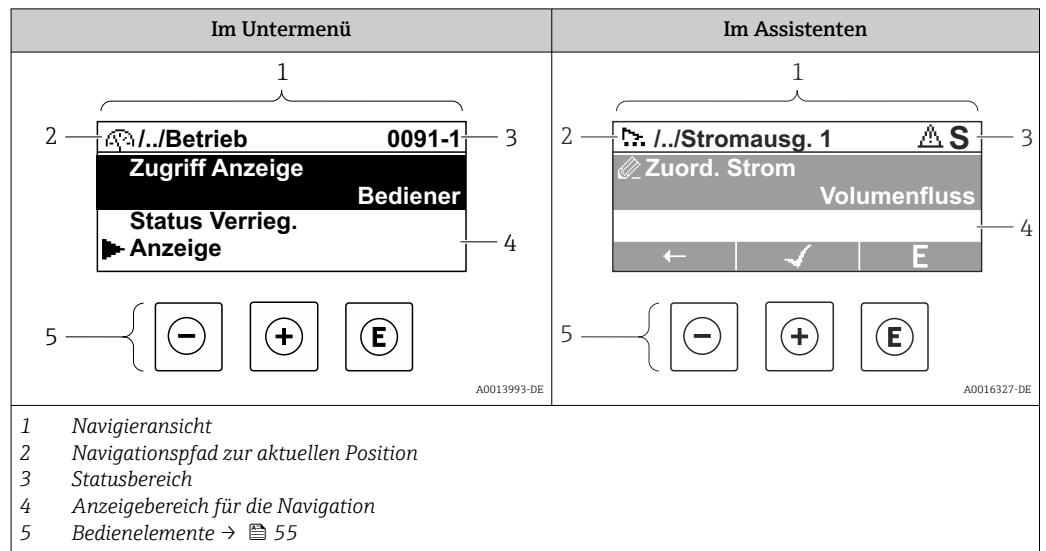 Im Untermenü
1
2
/../Betrieb 0091-1
3
Zugriff Anzeige
Bediener
Status Verrieg.
Anzeige
4
5
− + E
A0013993-DE
Im Assistenten
1
2
/../Stromausg. 1 S
3
Zuord. Strom
Volumenfluss
4
← ✓ E
5
− + E
A0016327-DE
1 Navigieransicht
2 Navigationspfad zur aktuellen Position
3 Statusbereich
4 Anzeigebereich für die Navigation
5 Bedienelemente → 55